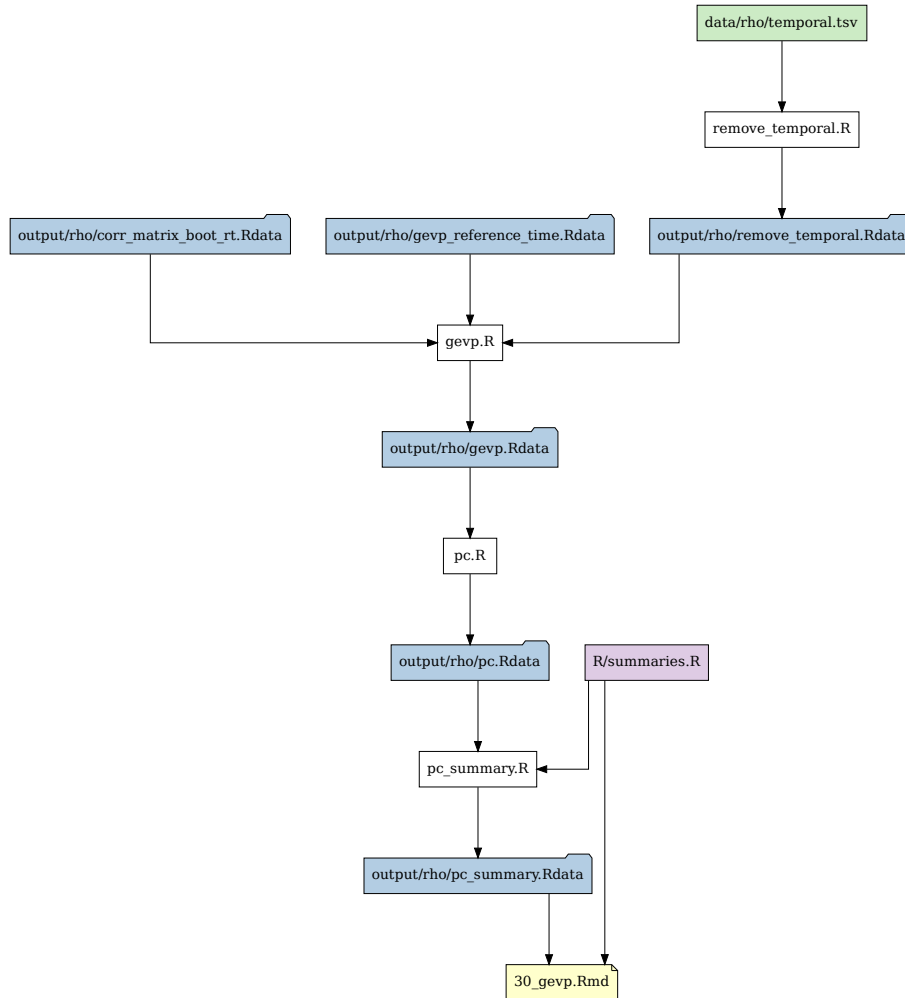 data/rho/temporal.tsv
remove_temporal.R
output/rho/corr_matrix_boot_rt.Rdata
output/rho/gevp_reference_time.Rdata
output/rho/remove_temporal.Rdata
gevp.R
output/rho/gevp.Rdata
pc.R
output/rho/pc.Rdata
R/summaries.R
pc_summary.R
output/rho/pc_summary.Rdata
30_gevp.Rmd